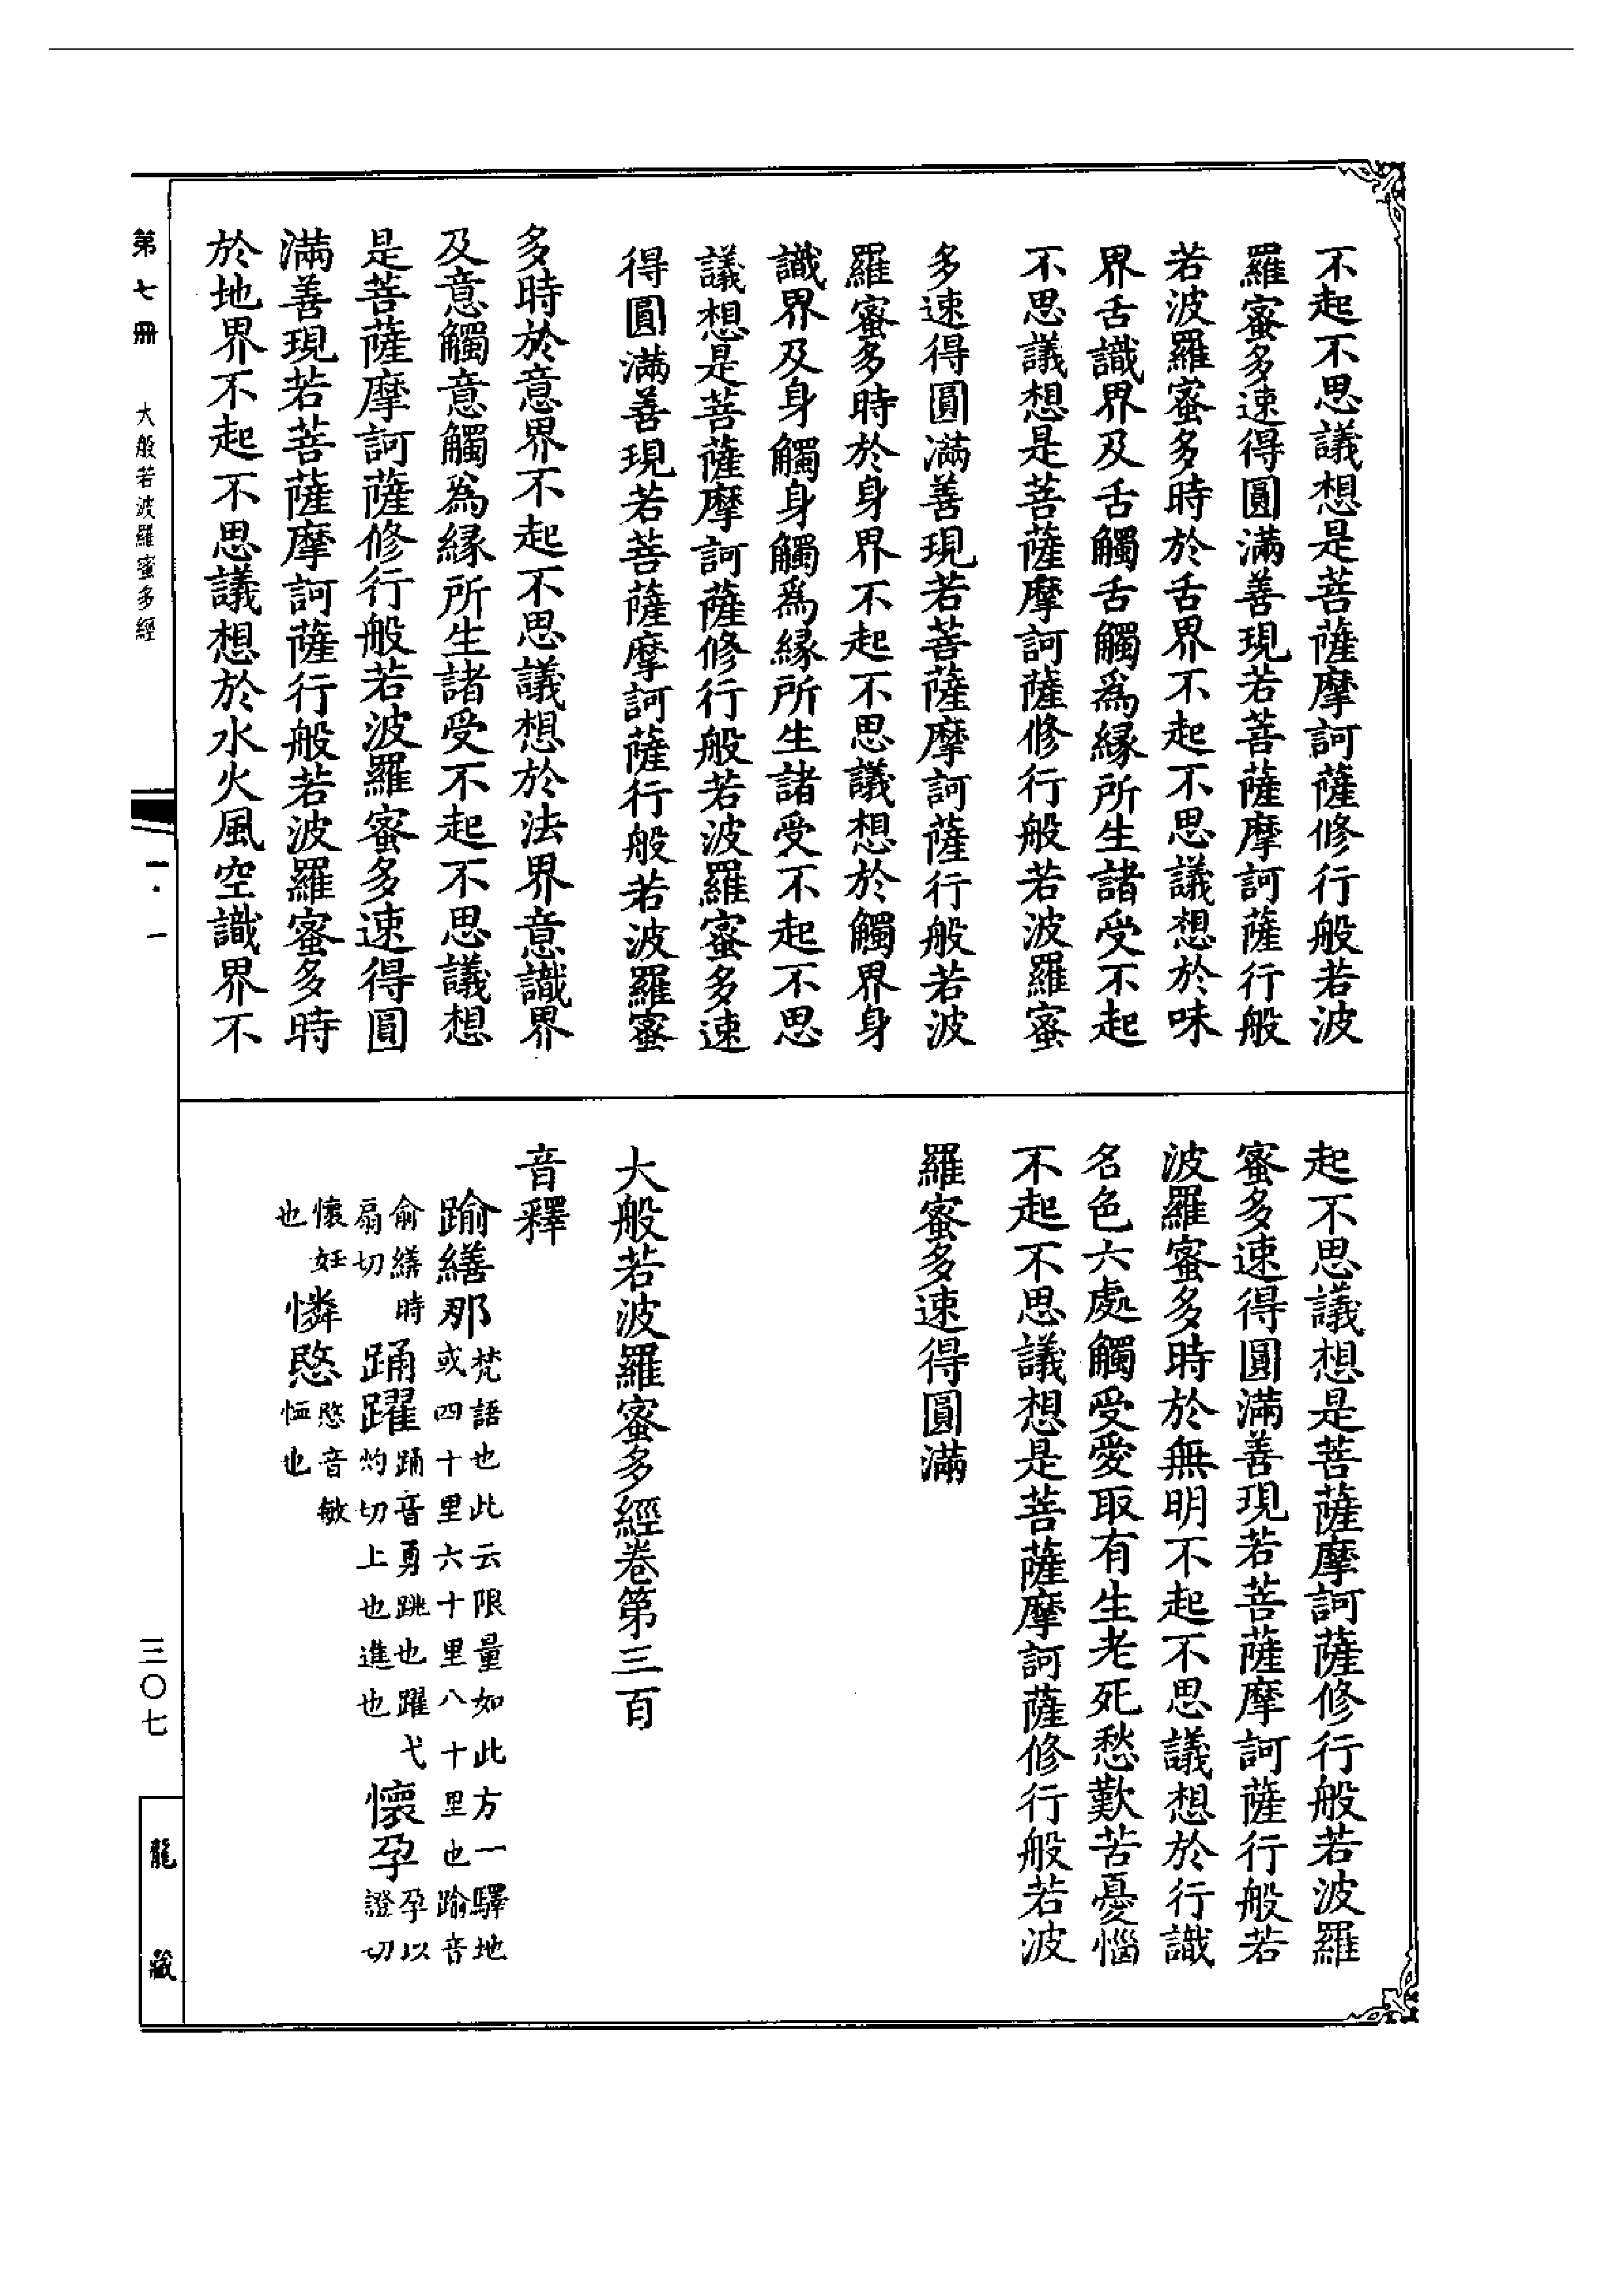 不起不思議想是菩薩摩訶薩修行般若波
羅蜜多速得圓滿善現若菩薩摩訶薩行般
若波羅蜜多時於舌界不起不思議想於味
界舌識界及舌觸舌觸爲縁所生諸受不起
不思議想是菩薩摩訶薩修行般若波羅蜜
多速得圓滿善現若菩薩摩訶薩行般若波
羅蜜多時於身界不起不思議想於觸界身
識界及身觸身觸爲縁所生諸受不起不思
議想是菩薩摩訶薩修行般若波羅蜜多速
得圓滿善現若菩薩摩訶薩行般若波羅蜜
多時於意界不起不思議想於法界意識界
及意觸意觸爲縁所生諸受不起不思議想
是菩薩摩訶薩修行般若波羅蜜多速得圓
滿善現若菩薩摩訶薩行般若波羅蜜多時
於地界不起不思議想於水火風空識界不
起不思議想是菩薩摩訶薩修行般若波羅
蜜多速得圓滿善現若菩薩摩訶薩行般若
波羅蜜多時於無明不起不思議想於行識
名色六處觸受愛取有生老死愁歎苦憂惱
不起不思議想是菩薩摩訶薩修行般若波
羅蜜多速得圓滿
大般若波羅蜜多經卷第三百
音釋
踰繕那梵語也此云限量如此方一驛地
或四十里六十里八十里也踰音
俞繕時
扇切
踊躍踊音勇跳也躍弋
灼切上也進也
懷孕孕以
證切
懷妊
也
憐愍愍音敏
恤也
第七冊
大般若波羅蜜多經
一·一
三〇七
龍藏